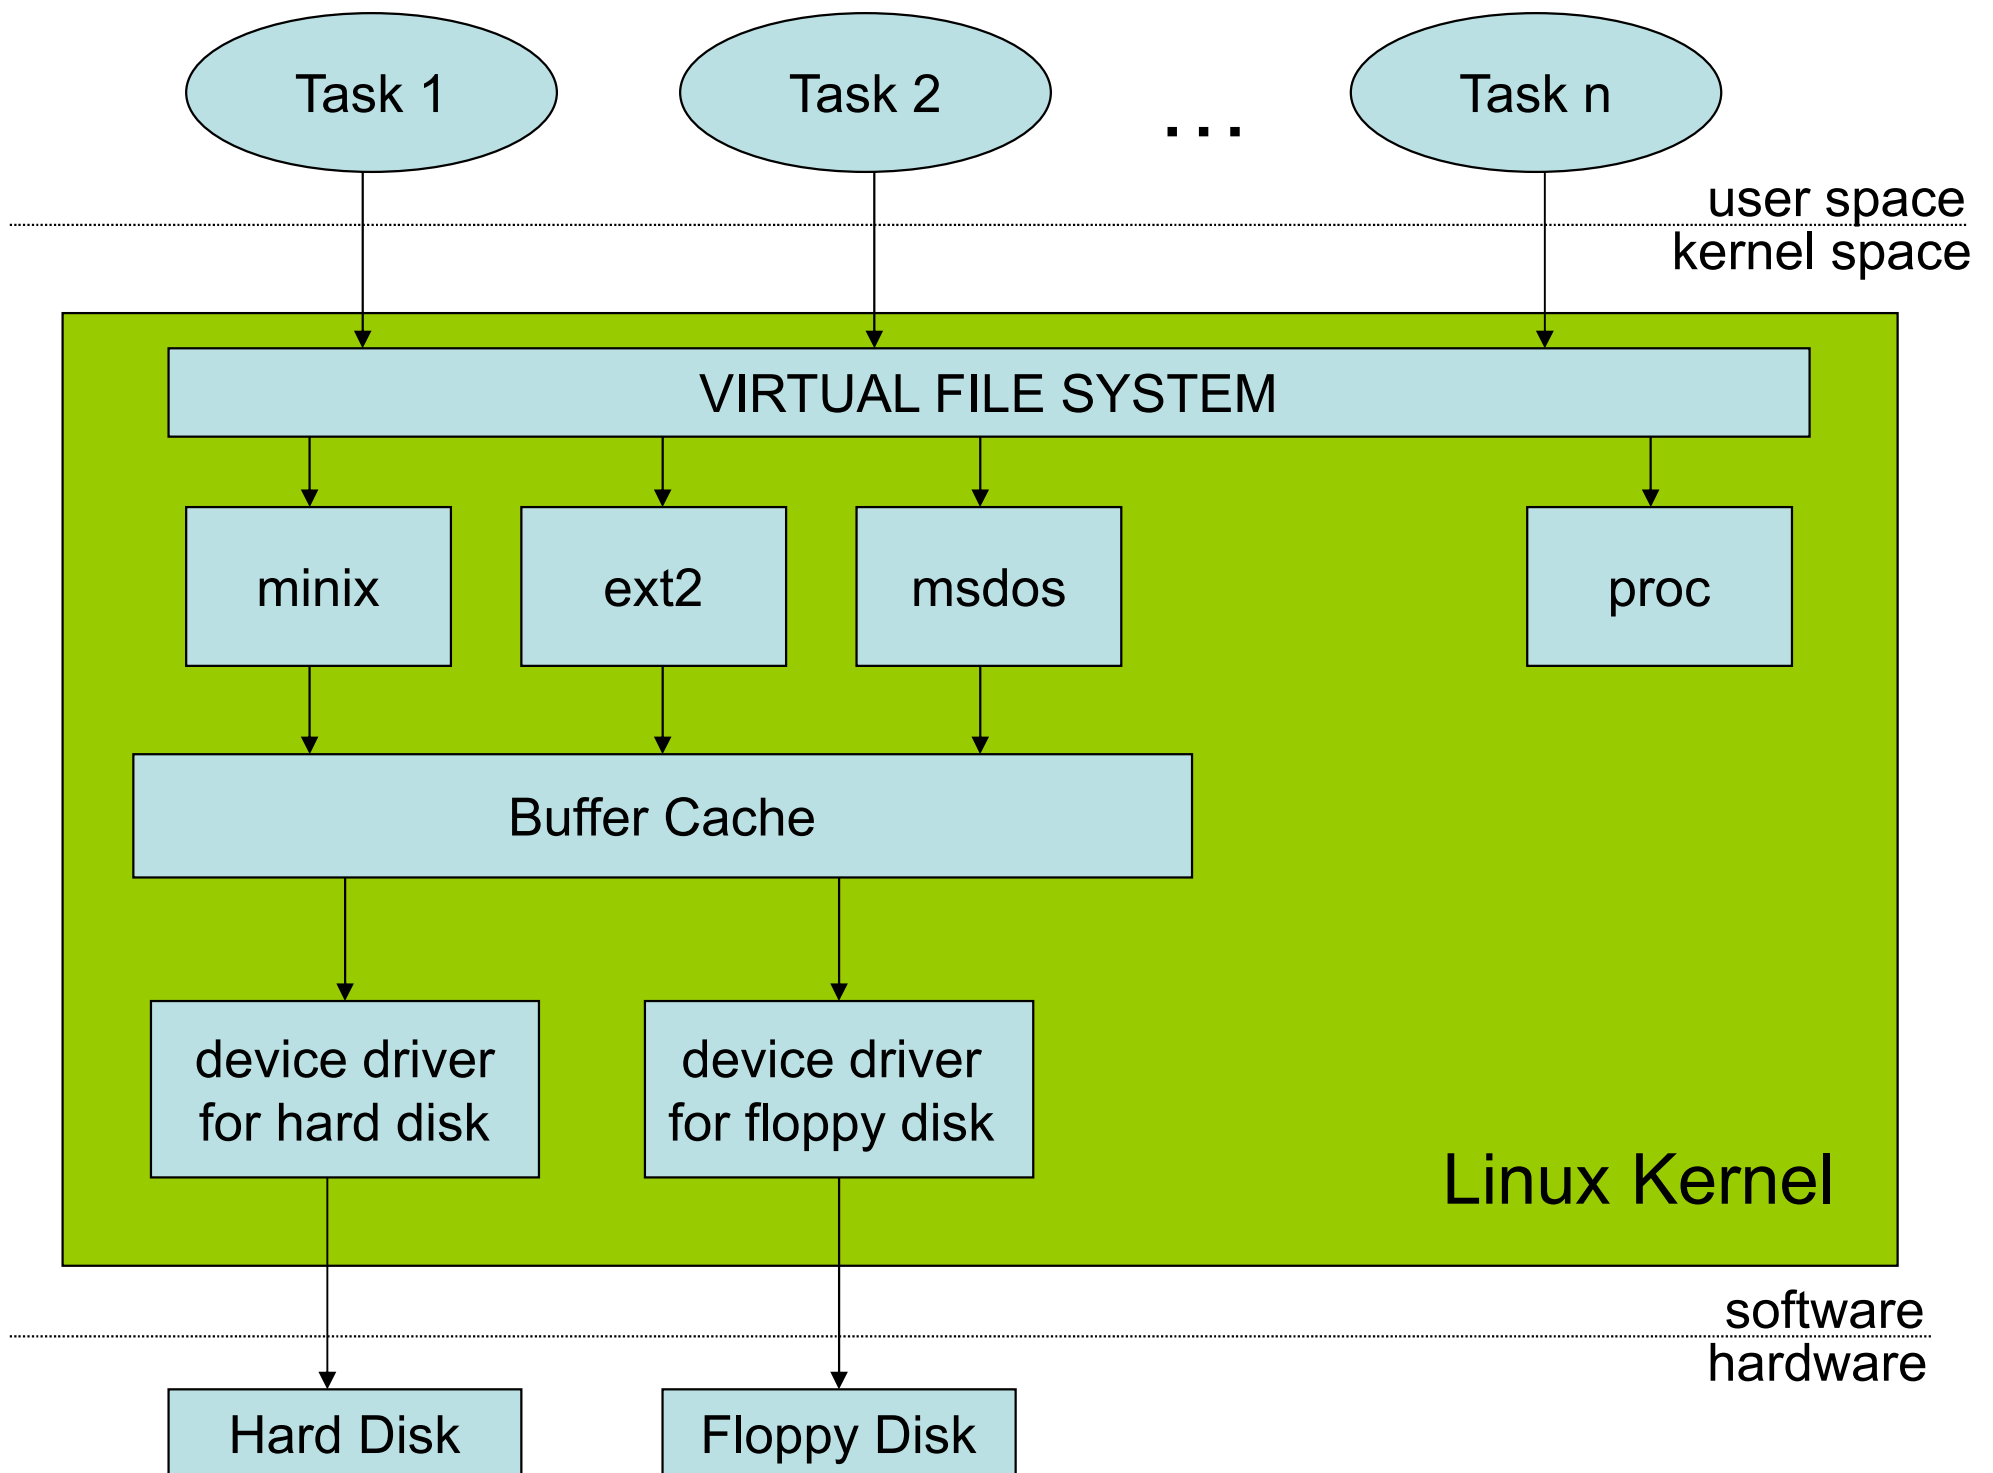 Task 1
Task 2
...
Task n
user space
kernel space
VIRTUAL FILE SYSTEM
minix
ext2
msdos
proc
Buffer Cache
device driver
for hard disk
device driver
for floppy disk
Linux Kernel
software
hardware
Hard Disk
Floppy Disk